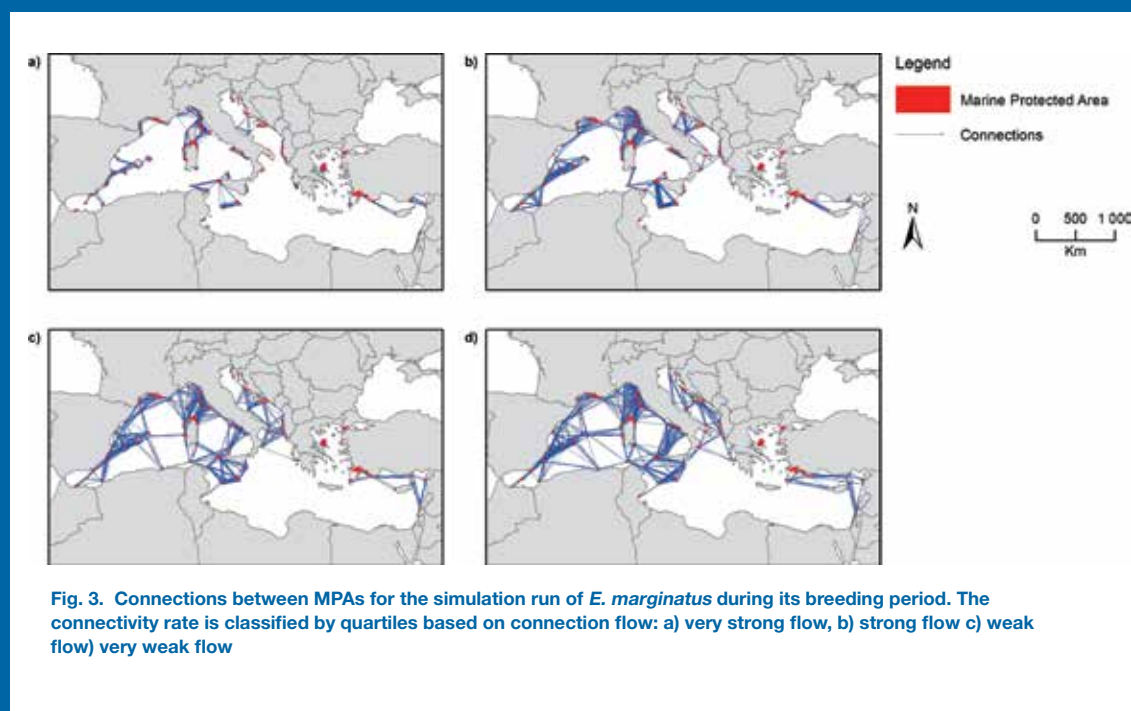 a)
b)
Legend
Marine Protected Area
Connections
N
0 500 1 000
Km
c)
d)
Fig. 3. Connections between MPAs for the simulation run of E. marginatus during its breeding period. The
connectivity rate is classified by quartiles based on connection flow: a) very strong flow, b) strong flow c) weak
flow) very weak flow